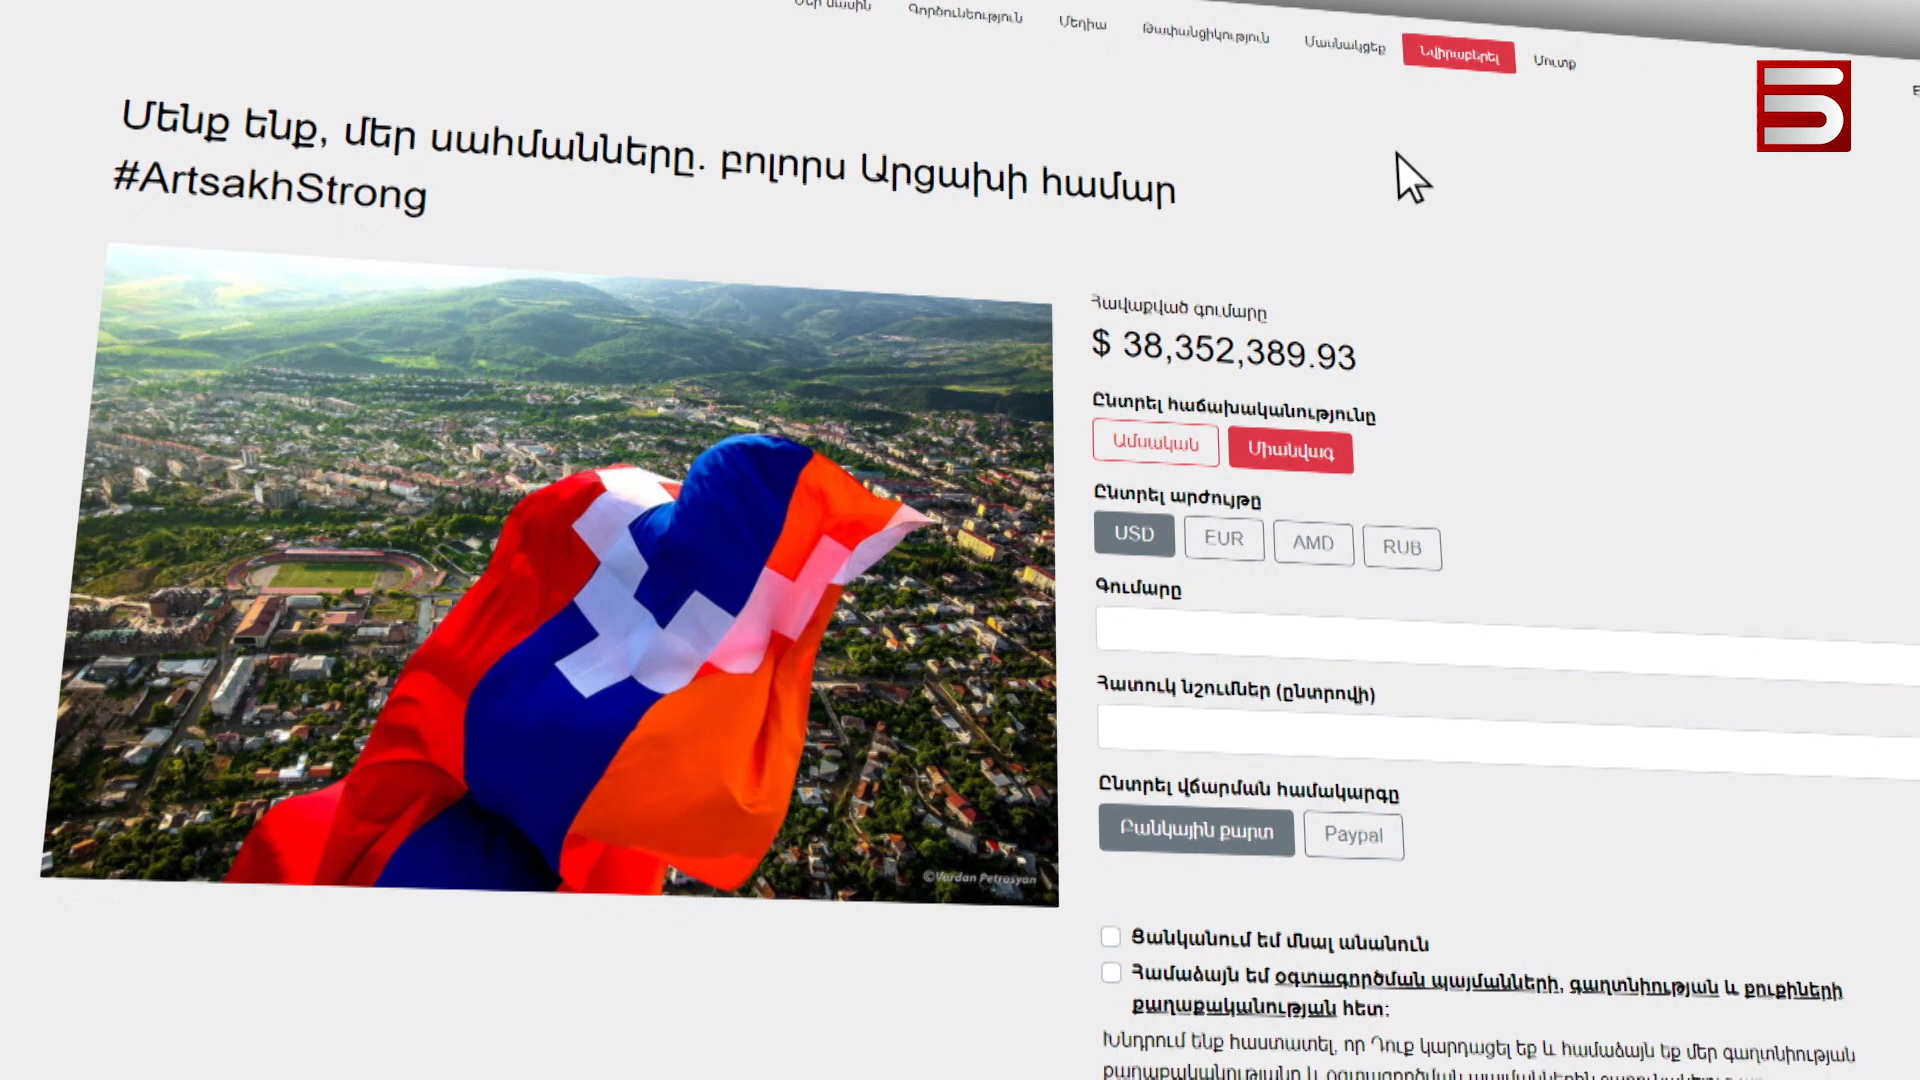 Մեր մասին Գործունեություն Մեդիա Թափանցիկություն Մասնակցեք Նվիրաբերել Մուտք
Մենք ենք, մեր սահմանները. բոլորս Արցախի համար
#ArtsakhStrong
Հավաքված գումարը
$ 38,352,389.93
Ընտրել հաճախականությունը
Ամսական Միանվագ
Ընտրել արժույթը
USD EUR AMD RUB
Գումարը
Հատուկ նշումներ (ընտրովի)
Ընտրել վճարման համակարգը
Բանկային քարտ Paypal
©Vardan Petrosyan
Ցանկանում եմ մնալ անանուն
Համաձայն եմ օգտագործման պայմանների, գաղտնիության և քուքիների
քաղաքականության հետ:
Խնդրում ենք հաստատել, որ Դուք կարդացել եք և համաձայն եք մեր գաղտնիության